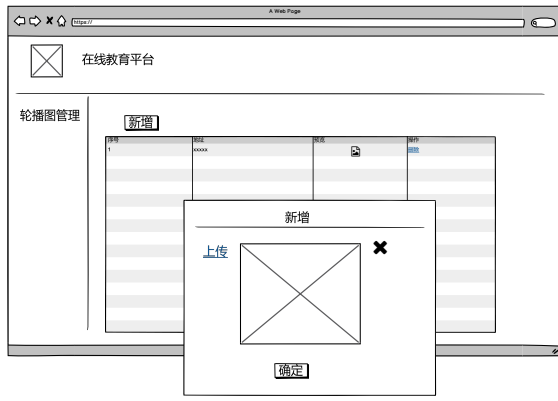 A Web Page
https://
在线教育平台
轮播图管理
新增
序号 地址 预览 操作
1 xxxxx 删除
新增
上传
确定